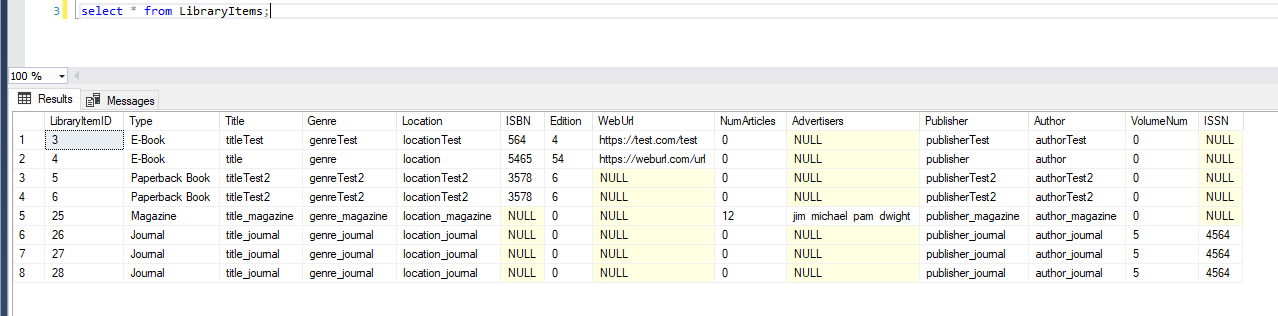 3 select * from LibraryItems;
100 %
Results Messages
LibraryItemID Type Title Genre Location ISBN Edition WebUrl NumArticles Advertisers Publisher Author VolumeNum ISSN
1 3 E-Book titleTest genreTest locationTest 564 4 https://test.com/test 0 NULL publisherTest authorTest 0 NULL
2 4 E-Book title genre location 5465 54 https://weburl.com/url 0 NULL publisher author 0 NULL
3 5 Paperback Book titleTest2 genreTest2 locationTest2 3578 6 NULL 0 NULL publisherTest2 authorTest2 0 NULL
4 6 Paperback Book titleTest2 genreTest2 locationTest2 3578 6 NULL 0 NULL publisherTest2 authorTest2 0 NULL
5 25 Magazine title_magazine genre_magazine location_magazine NULL 0 NULL 12 jim michael pam dwight publisher_magazine author_magazine 0 NULL
6 26 Journal title_journal genre_journal location_journal NULL 0 NULL 0 NULL publisher_journal author_journal 5 4564
7 27 Journal title_journal genre_journal location_journal NULL 0 NULL 0 NULL publisher_journal author_journal 5 4564
8 28 Journal title_journal genre_journal location_journal NULL 0 NULL 0 NULL publisher_journal author_journal 5 4564